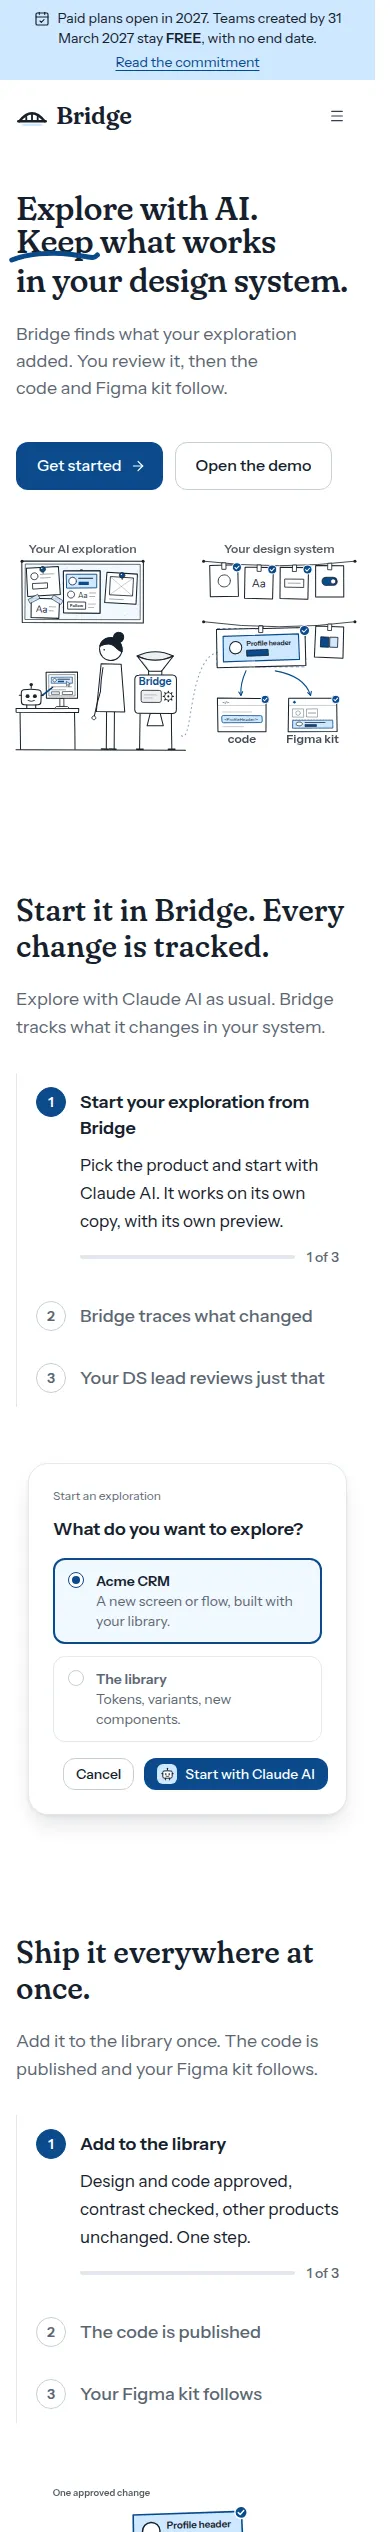 Paid plans open in 2027. Teams created by 31
March 2027 stay FREE, with no end date.
Read the commitment
Bridge
Explore with AI.
Keep what works
in your design system.
Bridge finds what your exploration
added. You review it, then the
code and Figma kit follow.
Get started
Open the demo
Your AI exploration
Your design system
Aa
Aa
Follow
Aa
Profile header
Bridge
</>
<ProfileHeader/>
code
Figma kit
Start it in Bridge. Every
change is tracked.
Explore with Claude AI as usual. Bridge
tracks what it changes in your system.
1
Start your exploration from
Bridge
Pick the product and start with
Claude AI. It works on its own
copy, with its own preview.
1 of 3
2
Bridge traces what changed
3
Your DS lead reviews just that
Start an exploration
What do you want to explore?
Acme CRM
A new screen or flow, built with
your library.
The library
Tokens, variants, new
components.
Cancel
Start with Claude AI
Ship it everywhere at
once.
Add it to the library once. The code is
published and your Figma kit follows.
1
Add to the library
Design and code approved,
contrast checked, other products
unchanged. One step.
1 of 3
2
The code is published
3
Your Figma kit follows
One approved change
Profile header